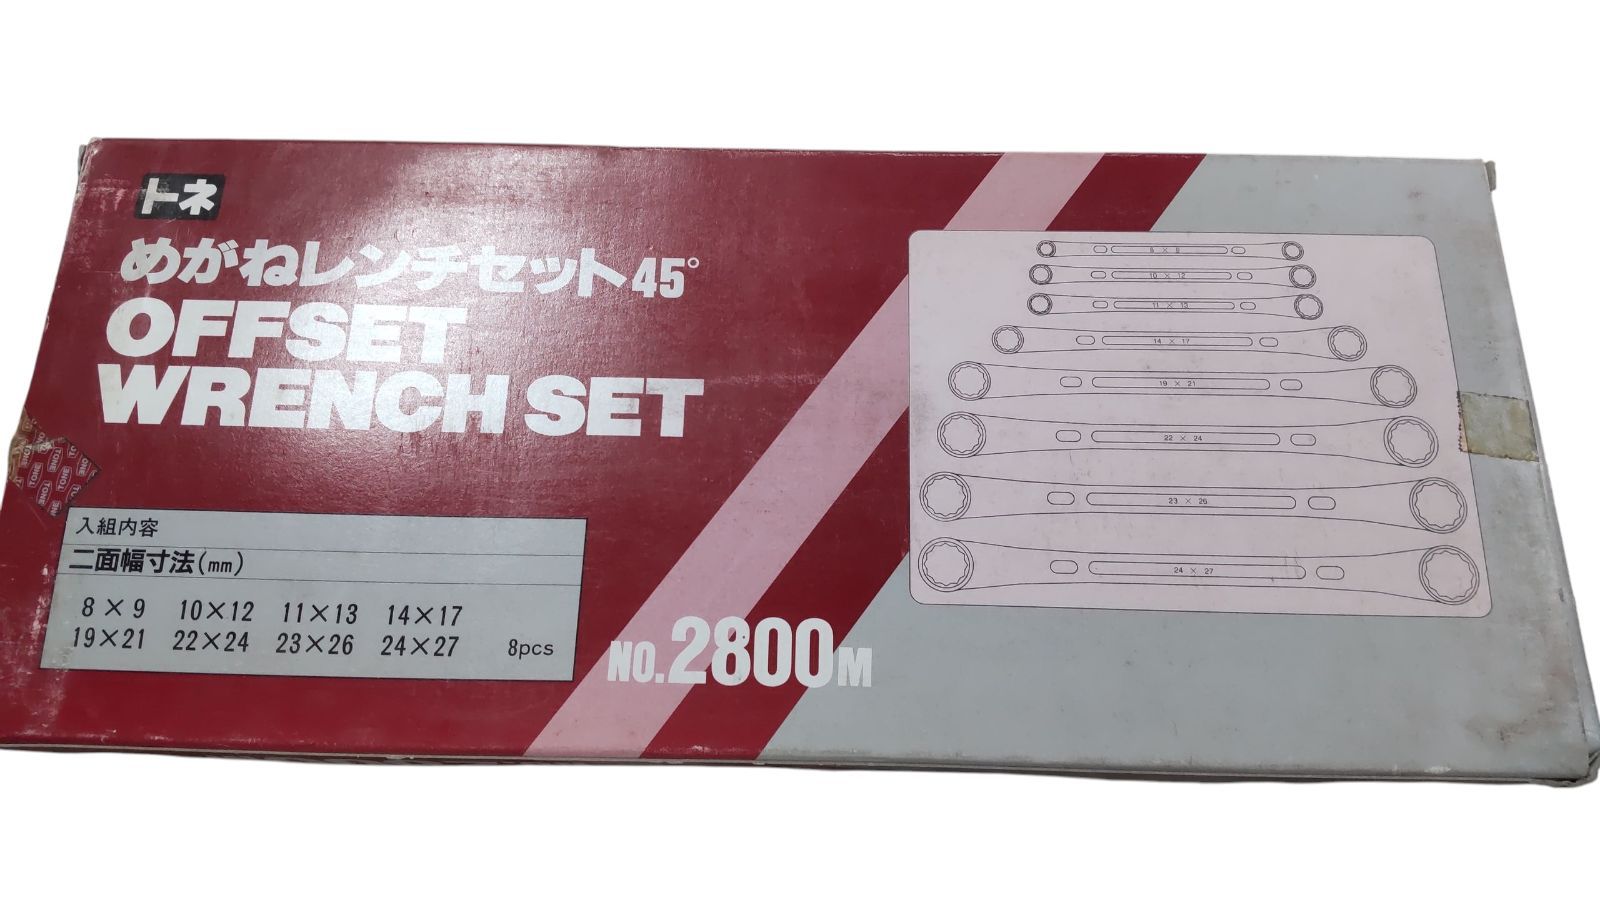 トネ
めがねレンチセット45°
OFFSET
WRENCH SET
TONE TONE TONE
入組内容
二面幅寸法(mm)
8×9 10×12 11×13 14×17
19×21 22×24 23×26 24×27 8pcs
NO.2800M
8 × 9
10 × 12
11 × 13
14 × 17
19 × 21
22 × 24
23 × 26
24 × 27